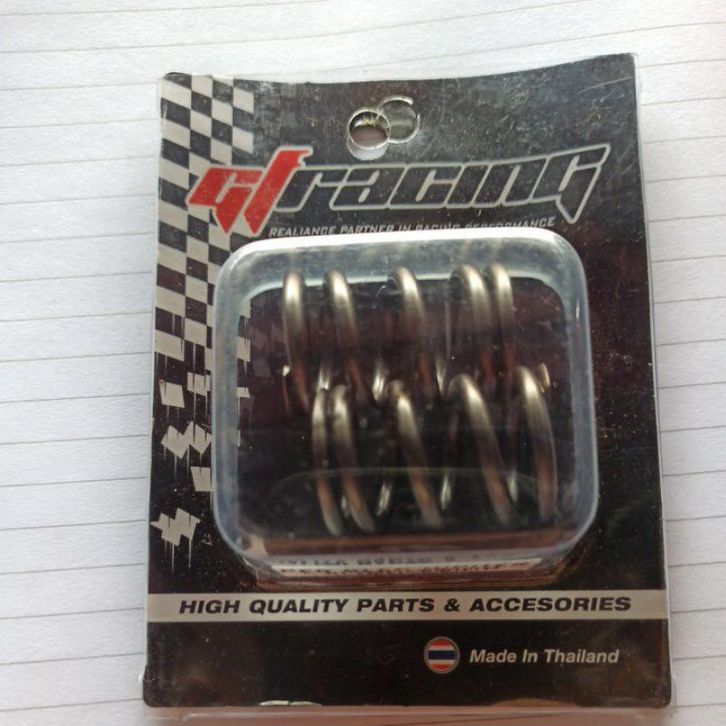 GTracing
REALIANCE PARTNER IN RACING PERFORMANCE
HIGH QUALITY PARTS & ACCESORIES
Made In Thailand